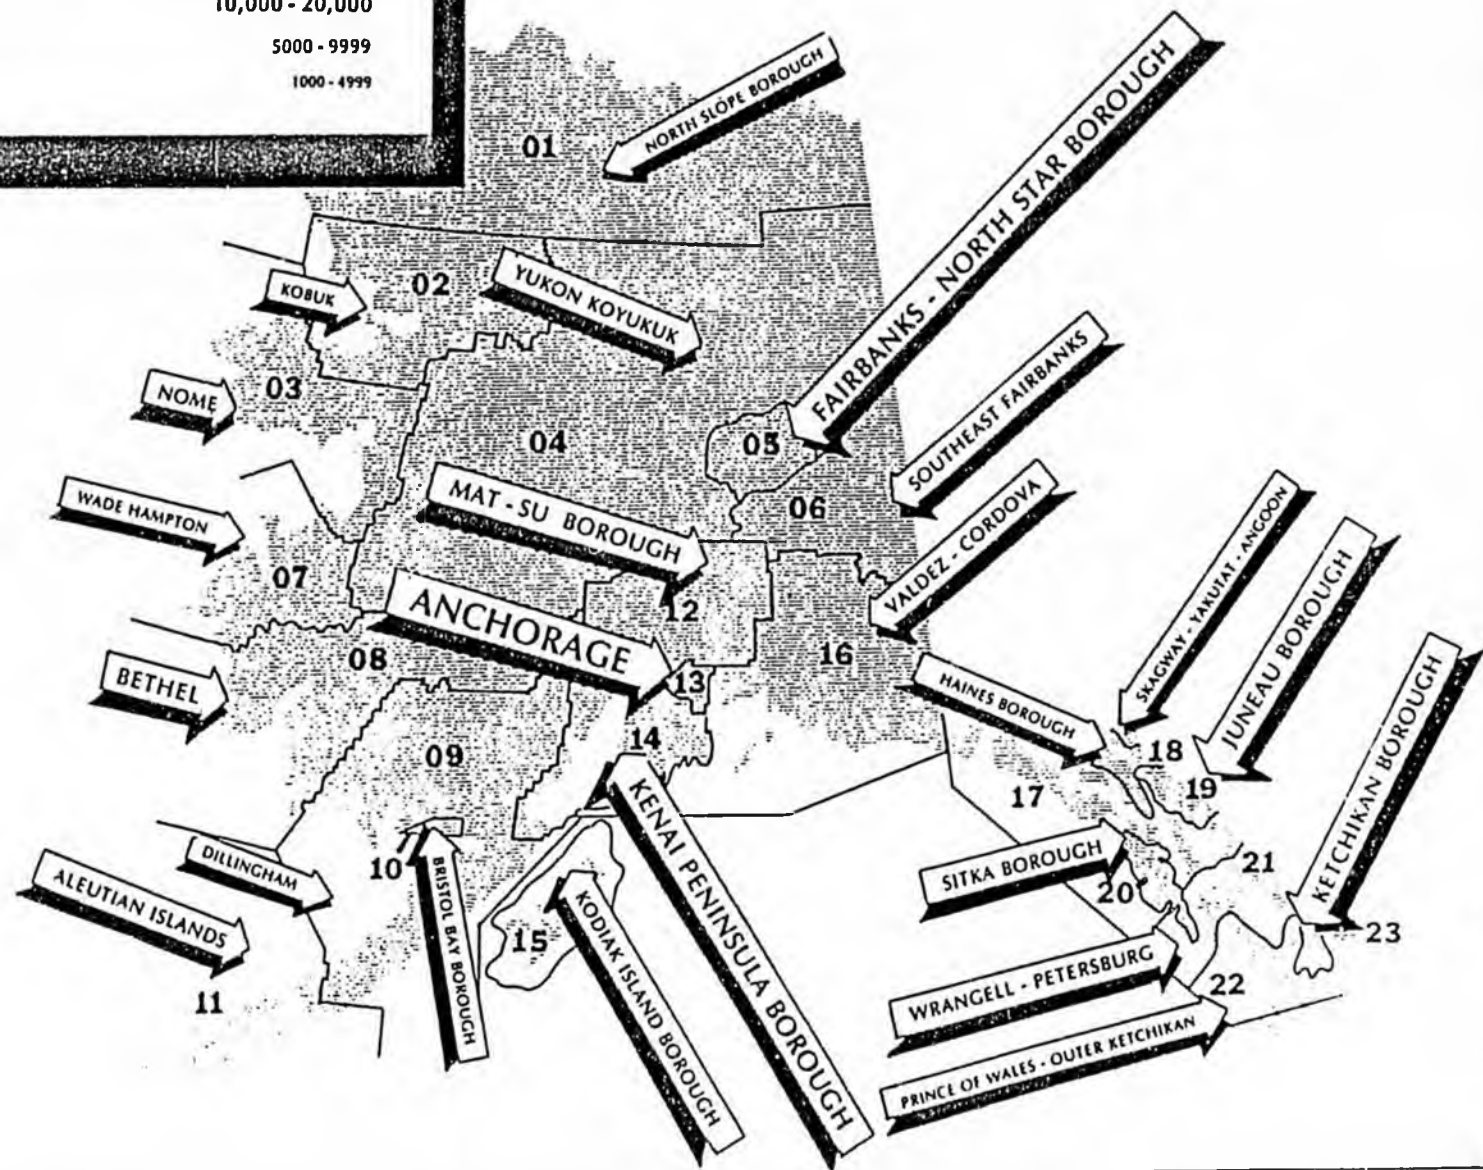 10,000 - 20,000
5000 - 9999
1000 - 4999
NORTH SLOPE BOROUGH
01
FAIRBANKS - NORTH STAR BOROUGH
KOBUK
02
YUKON KOYUKUK
NOME
03
04
05
SOUTHEAST FAIRBANKS
WADE HAMPTON
MAT - SU BOROUGH
06
VALDEZ - CORDOVA
SKAGWAY - YAKUTAT - ANGOON
JUNEAU BOROUGH
07
ANCHORAGE
12
KETCHIKAN BOROUGH
BETHEL
08
13
16
HAINES BOROUGH
09
14
18
17
19
DILLINGHAM
10
SITKA BOROUGH
20
21
ALEUTIAN ISLANDS
BRISTOL BAY BOROUGH
15
KODIAK ISLAND BOROUGH
KENAI PENINSULA BOROUGH
23
11
WRANGELL - PETERSBURG
22
PRINCE OF WALES - OUTER KETCHIKAN